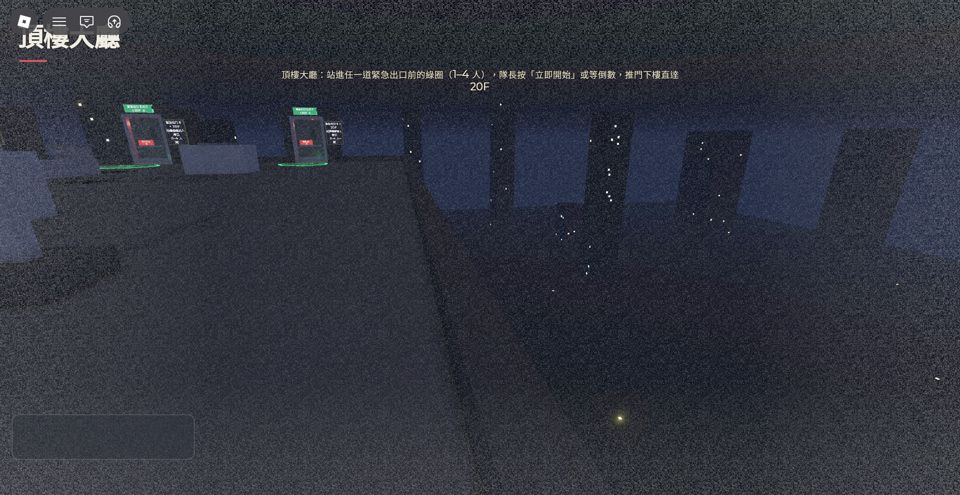 頂樓大廳
頂樓大廳：站進任一道緊急出口前的綠圈（1–4 人），隊長按「立即開始」或等倒數，推門下樓直達
20F